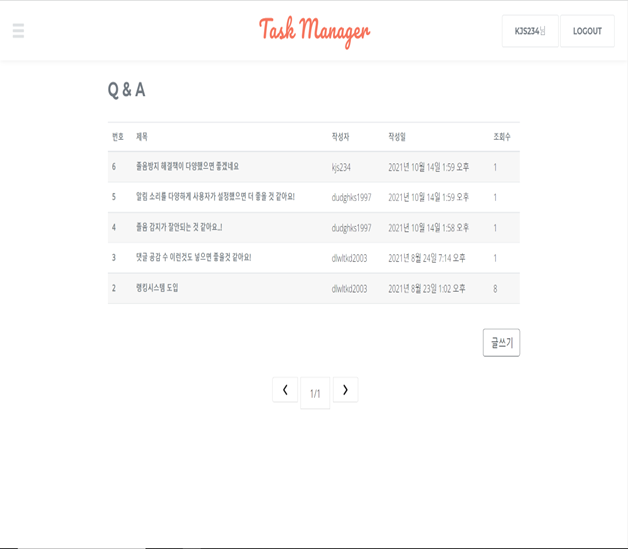 Task Manager
KJS234님
LOGOUT
Q & A
번호 제목 작성자 작성일 조회수
6 졸음방지 해결책이 다양했으면 좋겠네요 kjs234 2021년 10월 14일 1:59 오후 1
5 알림 소리를 다양하게 사용자가 설정했으면 더 좋을 것 같아요! dudghks1997 2021년 10월 14일 1:59 오후 1
4 졸음 감지가 잘안되는 것 같아요..! dudghks1997 2021년 10월 14일 1:58 오후 1
3 댓글 공감 수 이런것도 넣으면 좋을것 같아요! dlwltkd2003 2021년 8월 24일 7:14 오후 1
2 랭킹시스템 도입 dlwltkd2003 2021년 8월 23일 1:02 오후 8
글쓰기
❮ 1/1 ❯